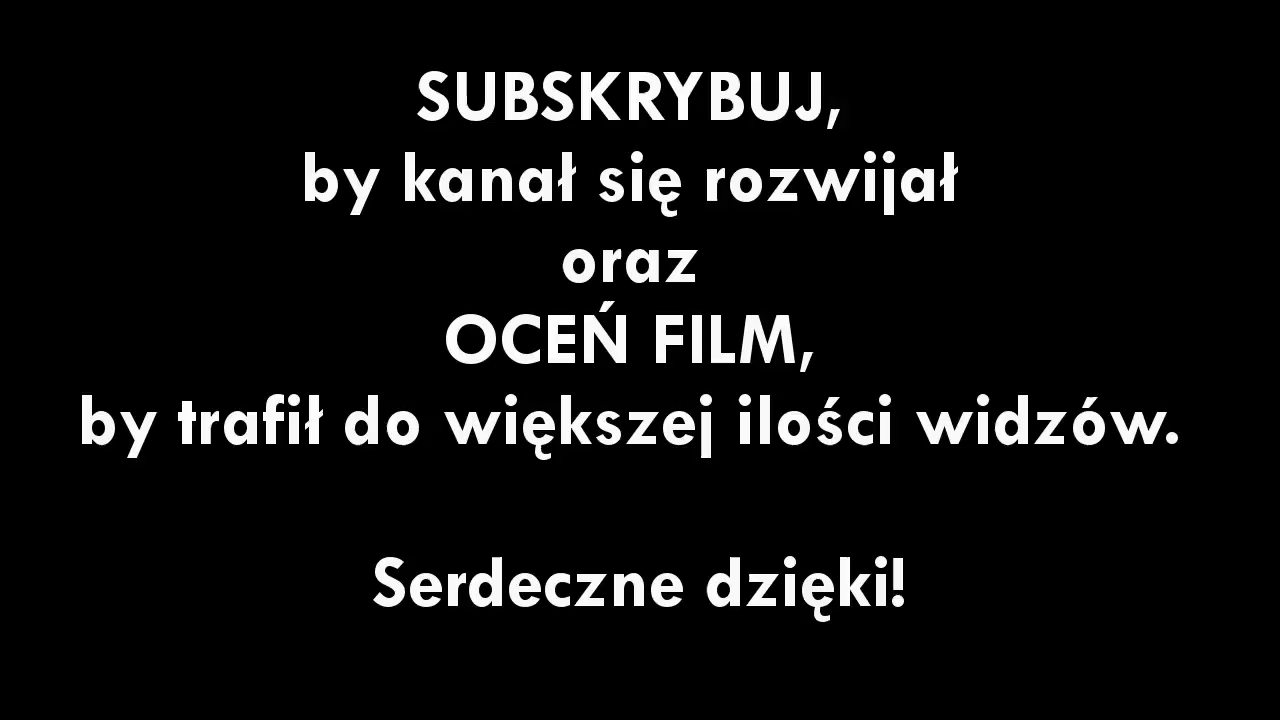 SUBSKRYBUJ,
by kanał się rozwijał
oraz
OCEŃ FILM,
by trafił do większej ilości widzów.
Serdeczne dzięki!